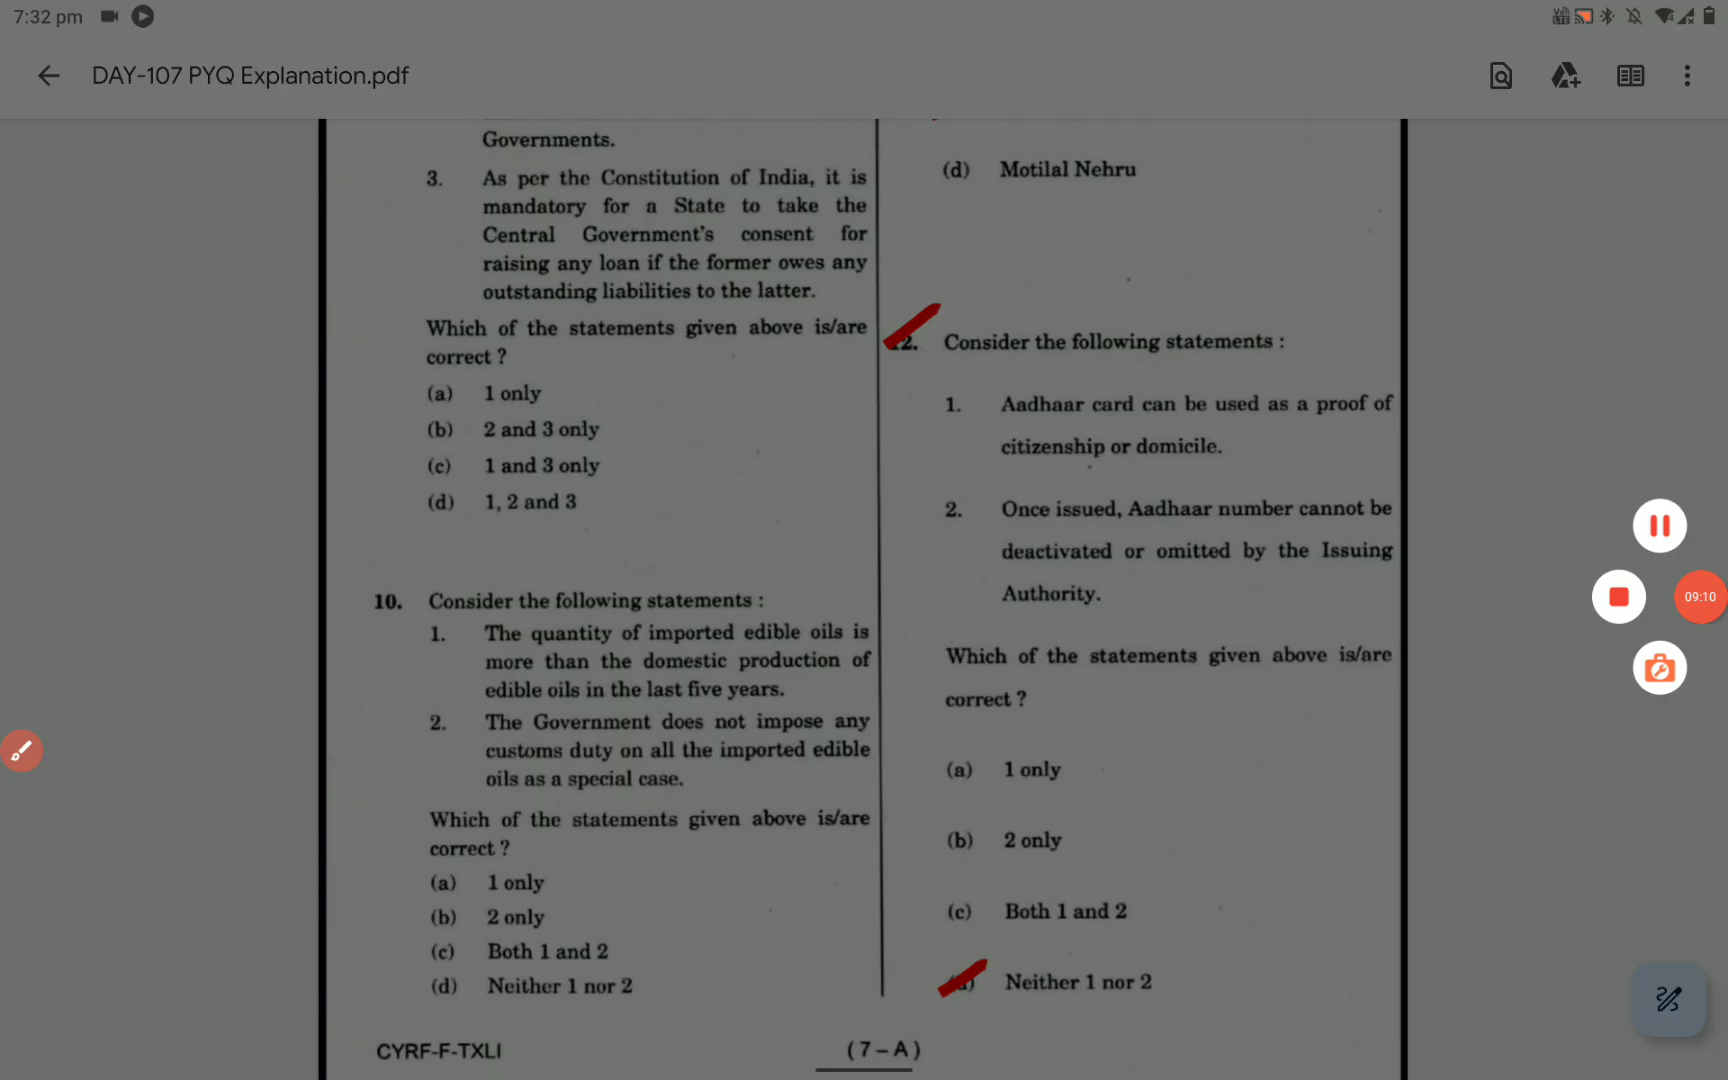 7:32 pm
DAY-107 PYQ Explanation.pdf
Governments.
3. As per the Constitution of India, it is
mandatory for a State to take the
Central Government's consent for
raising any loan if the former owes any
outstanding liabilities to the latter.
Which of the statements given above is/are
correct ?
(a) 1 only
(b) 2 and 3 only
(c) 1 and 3 only
(d) 1, 2 and 3
10. Consider the following statements :
1. The quantity of imported edible oils is
more than the domestic production of
edible oils in the last five years.
2. The Government does not impose any
customs duty on all the imported edible
oils as a special case.
Which of the statements given above is/are
correct ?
(a) 1 only
(b) 2 only
(c) Both 1 and 2
(d) Neither 1 nor 2
(d) Motilal Nehru
Consider the following statements :
1. Aadhaar card can be used as a proof of
citizenship or domicile.
2. Once issued, Aadhaar number cannot be
deactivated or omitted by the Issuing
Authority.
Which of the statements given above is/are
correct ?
(a) 1 only
(b) 2 only
(c) Both 1 and 2
Neither 1 nor 2
CYRF-F-TXLI
( 7 – A )
09:10